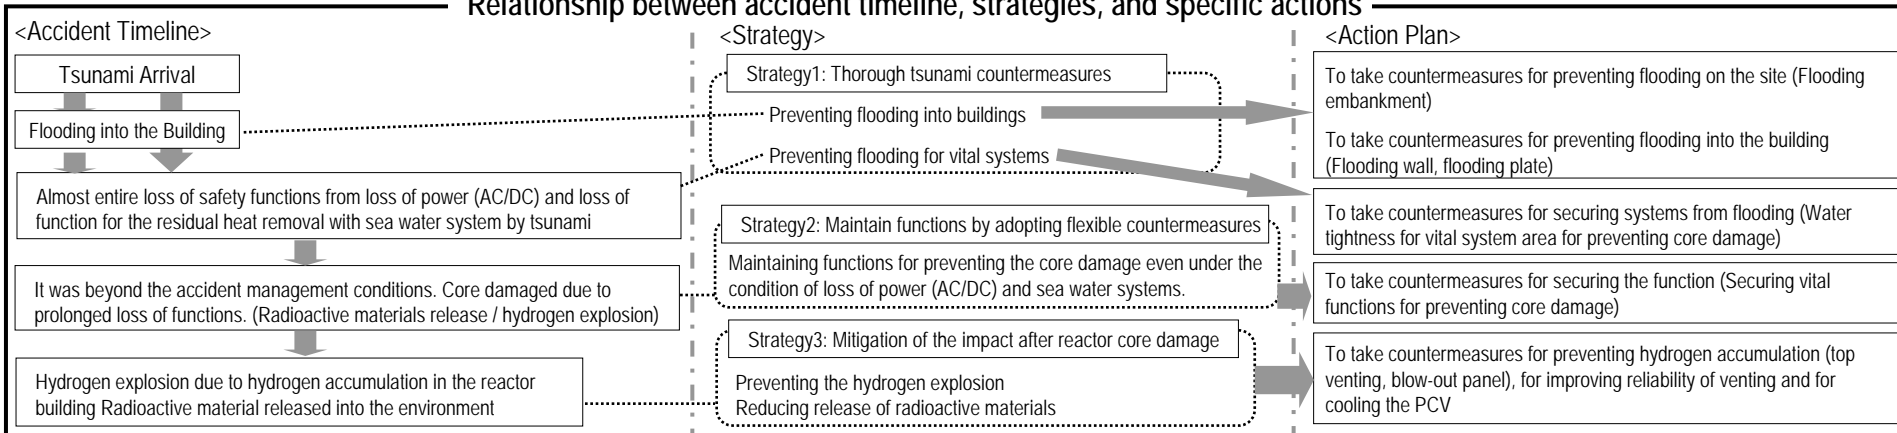 Relationship between accident timeline, strategies, and specific actions
<Accident Timeline>
Tsunami Arrival
Flooding into the Building
Almost entire loss of safety functions from loss of power (AC/DC) and loss of
function for the residual heat removal with sea water system by tsunami
It was beyond the accident management conditions. Core damaged due to
prolonged loss of functions. (Radioactive materials release / hydrogen explosion)
Hydrogen explosion due to hydrogen accumulation in the reactor
building Radioactive material released into the environment
<Strategy>
Strategy1: Thorough tsunami countermeasures
Preventing flooding into buildings
Preventing flooding for vital systems
Strategy2: Maintain functions by adopting flexible countermeasures
Maintaining functions for preventing the core damage even under the
condition of loss of power (AC/DC) and sea water systems.
Strategy3: Mitigation of the impact after reactor core damage
Preventing the hydrogen explosion
Reducing release of radioactive materials
<Action Plan>
To take countermeasures for preventing flooding on the site (Flooding
embankment)
To take countermeasures for preventing flooding into the building
(Flooding wall, flooding plate)
To take countermeasures for securing systems from flooding (Water
tightness for vital system area for preventing core damage)
To take countermeasures for securing the function (Securing vital
functions for preventing core damage)
To take countermeasures for preventing hydrogen accumulation (top
venting, blow-out panel), for improving reliability of venting and for
cooling the PCV